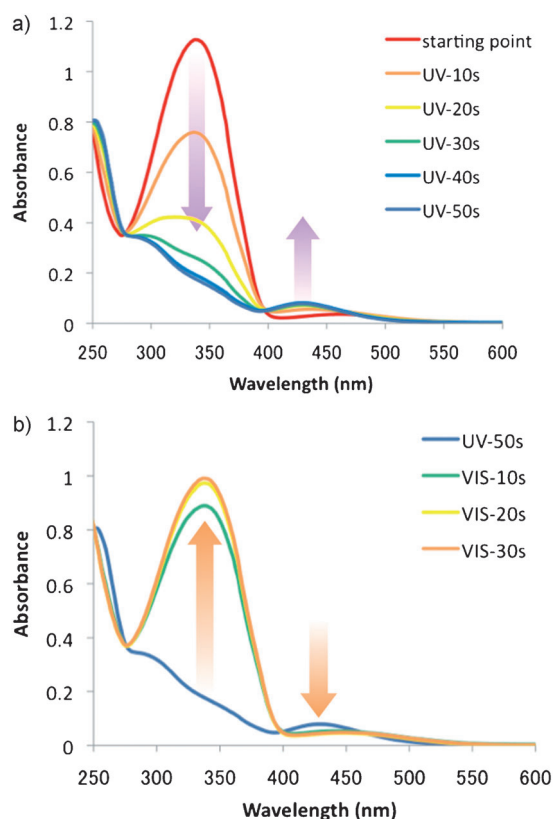 a)
1.2
1
0.8
0.6
0.4
0.2
0
Absorbance
250 300 350 400 450 500 550 600
Wavelength (nm)
starting point
UV-10s
UV-20s
UV-30s
UV-40s
UV-50s
b)
1.2
1
0.8
0.6
0.4
0.2
0
Absorbance
250 300 350 400 450 500 550 600
Wavelength (nm)
UV-50s
VIS-10s
VIS-20s
VIS-30s